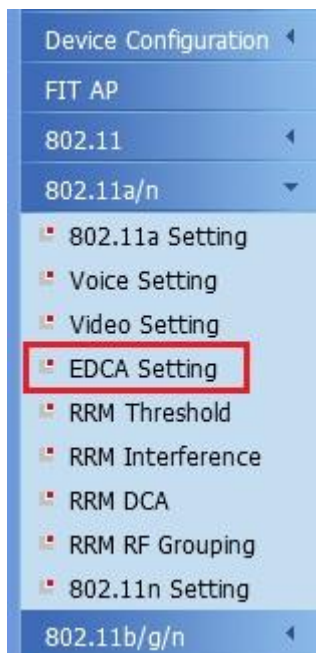 Device Configuration
FIT AP
802.11
802.11a/n
802.11a Setting
Voice Setting
Video Setting
EDCA Setting
RRM Threshold
RRM Interference
RRM DCA
RRM RF Grouping
802.11n Setting
802.11b/g/n